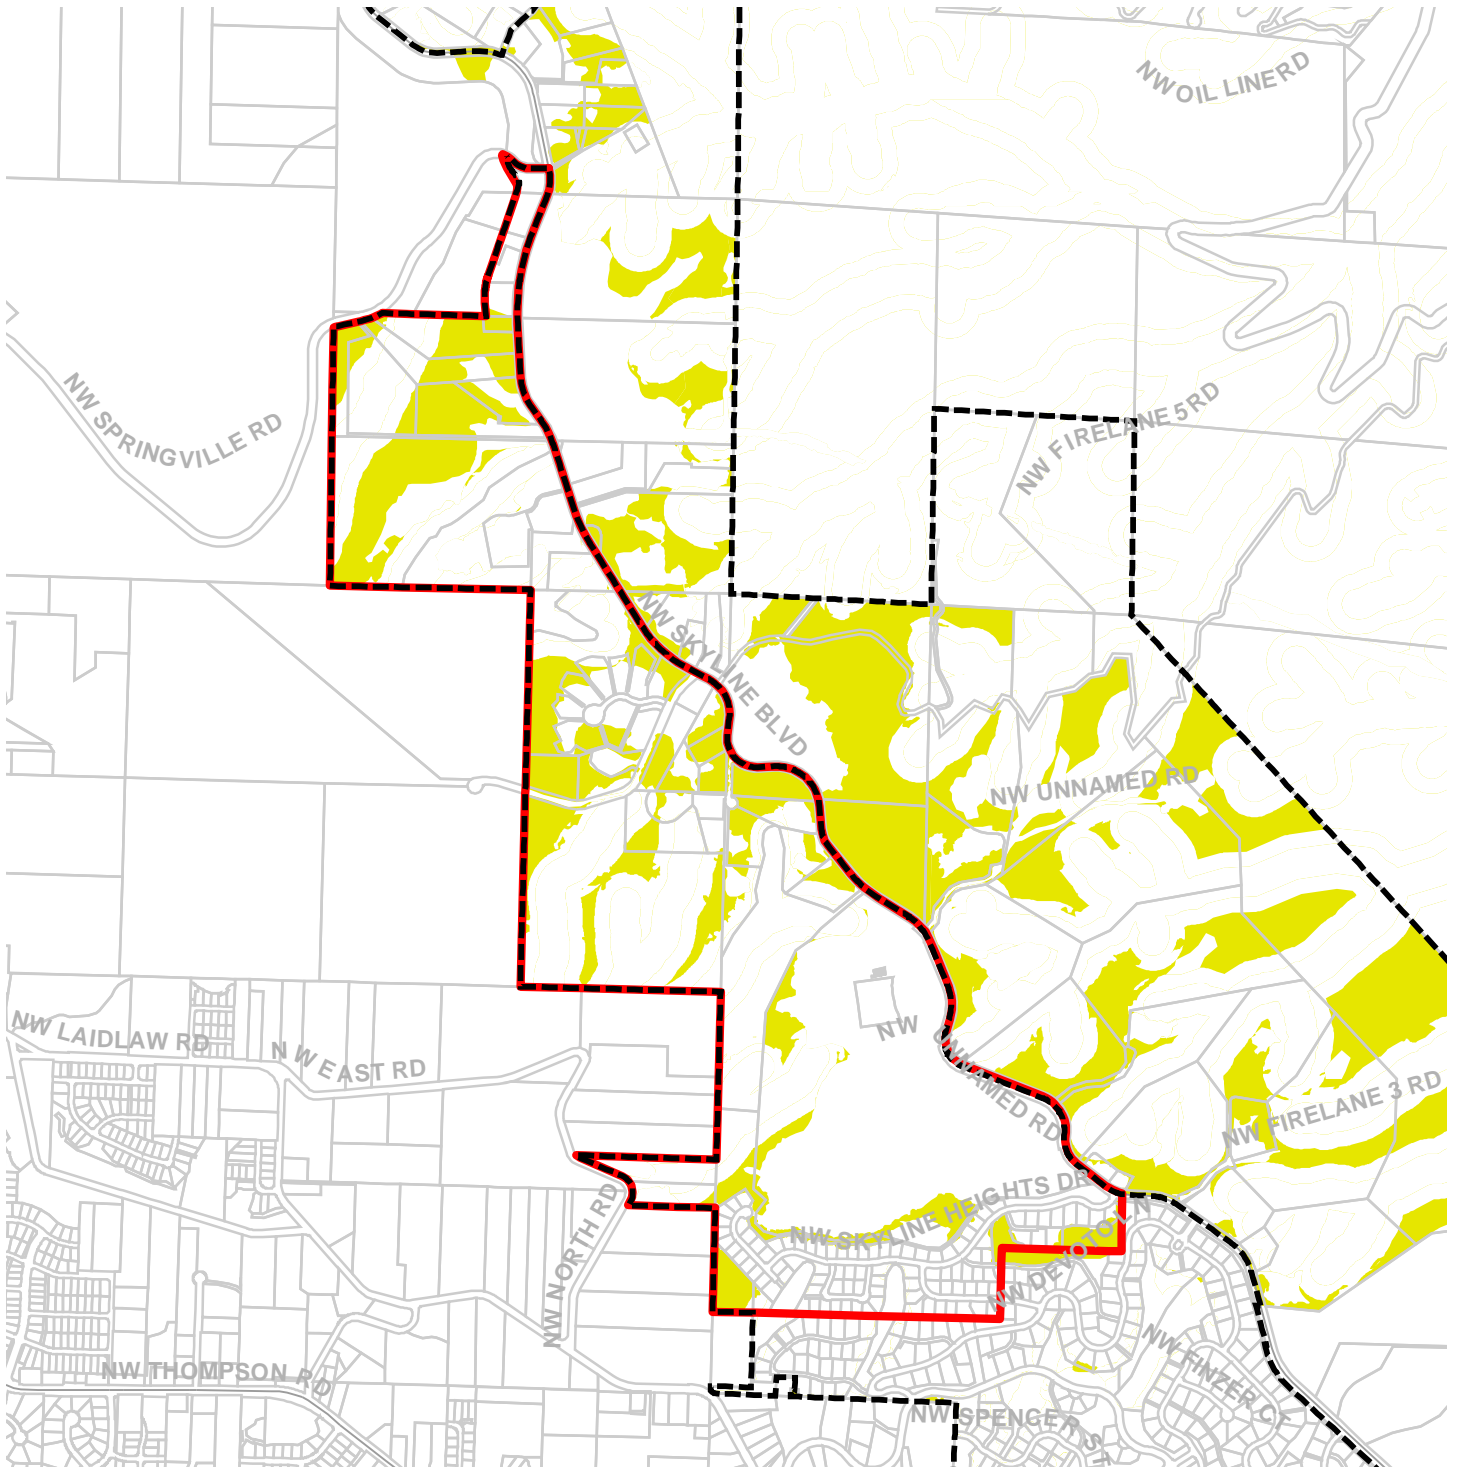 NW OIL LINE RD
NW FIRELANE 5 RD
NW SPRINGVILLE RD
NW SKYLINE BLVD
NW UNNAMED RD
NW LAIDLAW RD
NW EAST RD
NW UNNAMED RD
NW FIRELANE 3 RD
NW SKYLINE HEIGHTS DR
NW NORTH RD
NW DEVOTO LN
NW THOMPSON RD
NW FINZER CT
NW SPENCER ST